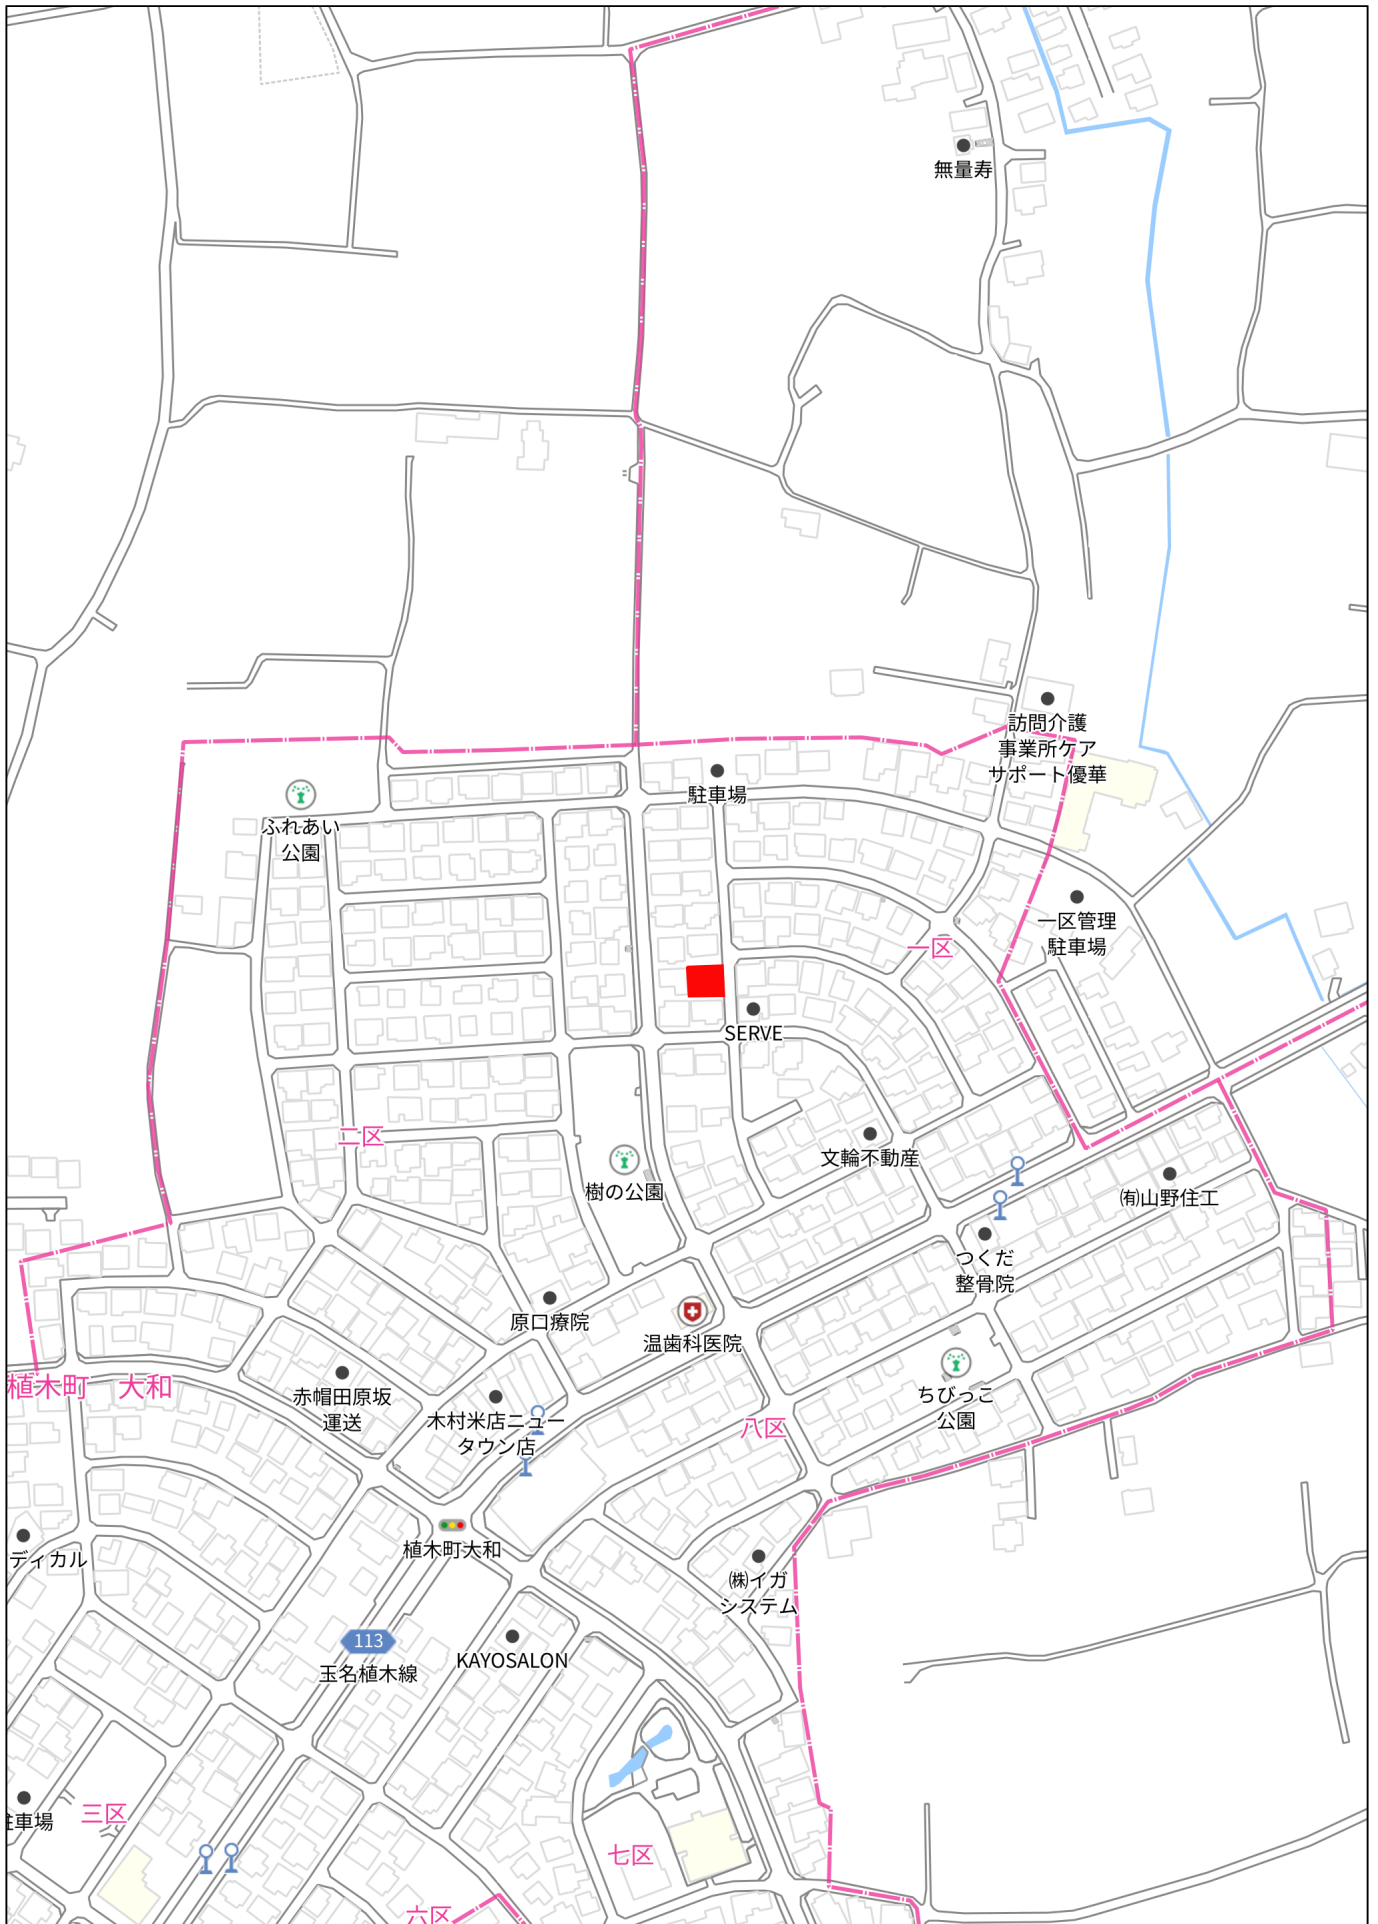 無量寿
訪問介護
事業所ケア
サポート優華
駐車場
ふれあい
公園
一区管理
駐車場
一区
SERVE
二区
文輪不動産
樹の公園
㈲山野住工
つくだ
整骨院
原口療院
温歯科医院
植木町 大和
赤帽田原坂
運送
木村米店ニュー
タウン店
ちびっこ
公園
八区
植木町大和
ディカル
㈱イガ
システム
113
玉名植木線
KAYOSALON
三区
駐車場
七区
六区